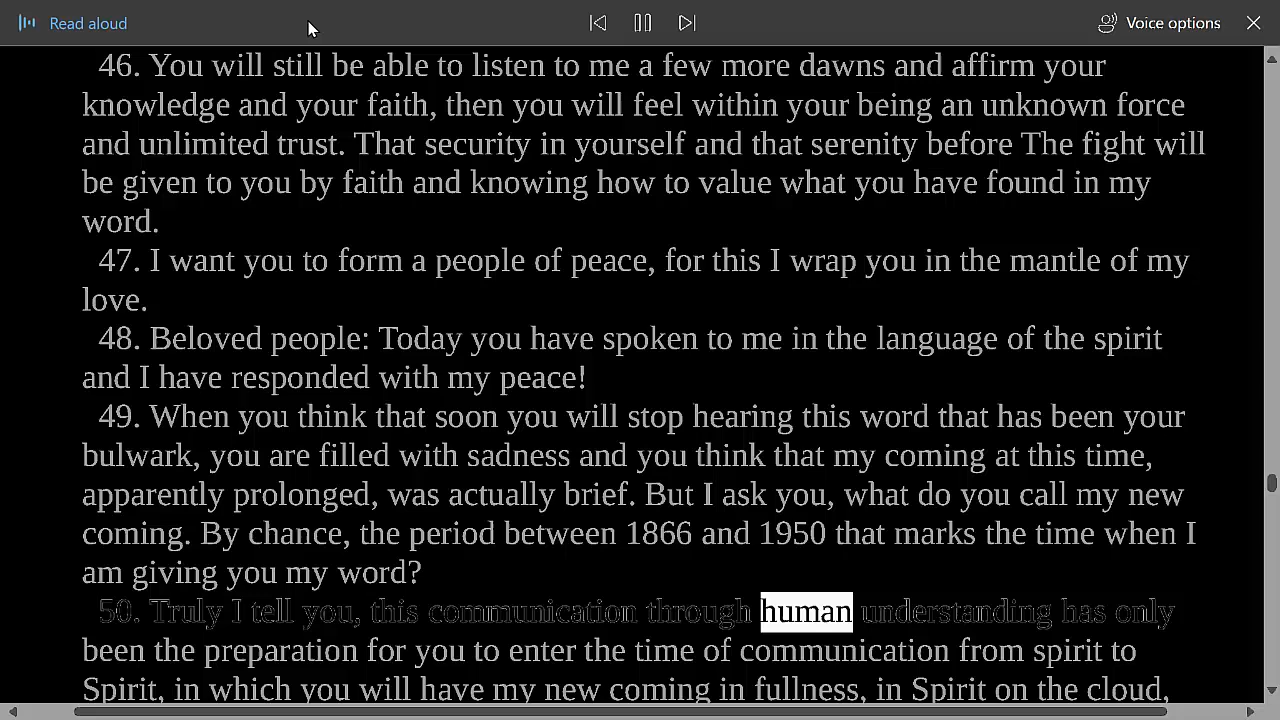 Read aloud
Voice options
46. You will still be able to listen to me a few more dawns and affirm your
knowledge and your faith, then you will feel within your being an unknown force
and unlimited trust. That security in yourself and that serenity before The fight will
be given to you by faith and knowing how to value what you have found in my
word.
47. I want you to form a people of peace, for this I wrap you in the mantle of my
love.
48. Beloved people: Today you have spoken to me in the language of the spirit
and I have responded with my peace!
49. When you think that soon you will stop hearing this word that has been your
bulwark, you are filled with sadness and you think that my coming at this time,
apparently prolonged, was actually brief. But I ask you, what do you call my new
coming. By chance, the period between 1866 and 1950 that marks the time when I
am giving you my word?
50. Truly I tell you, this communication through human understanding has only
been the preparation for you to enter the time of communication from spirit to
Spirit, in which you will have my new coming in fullness, in Spirit on the cloud,